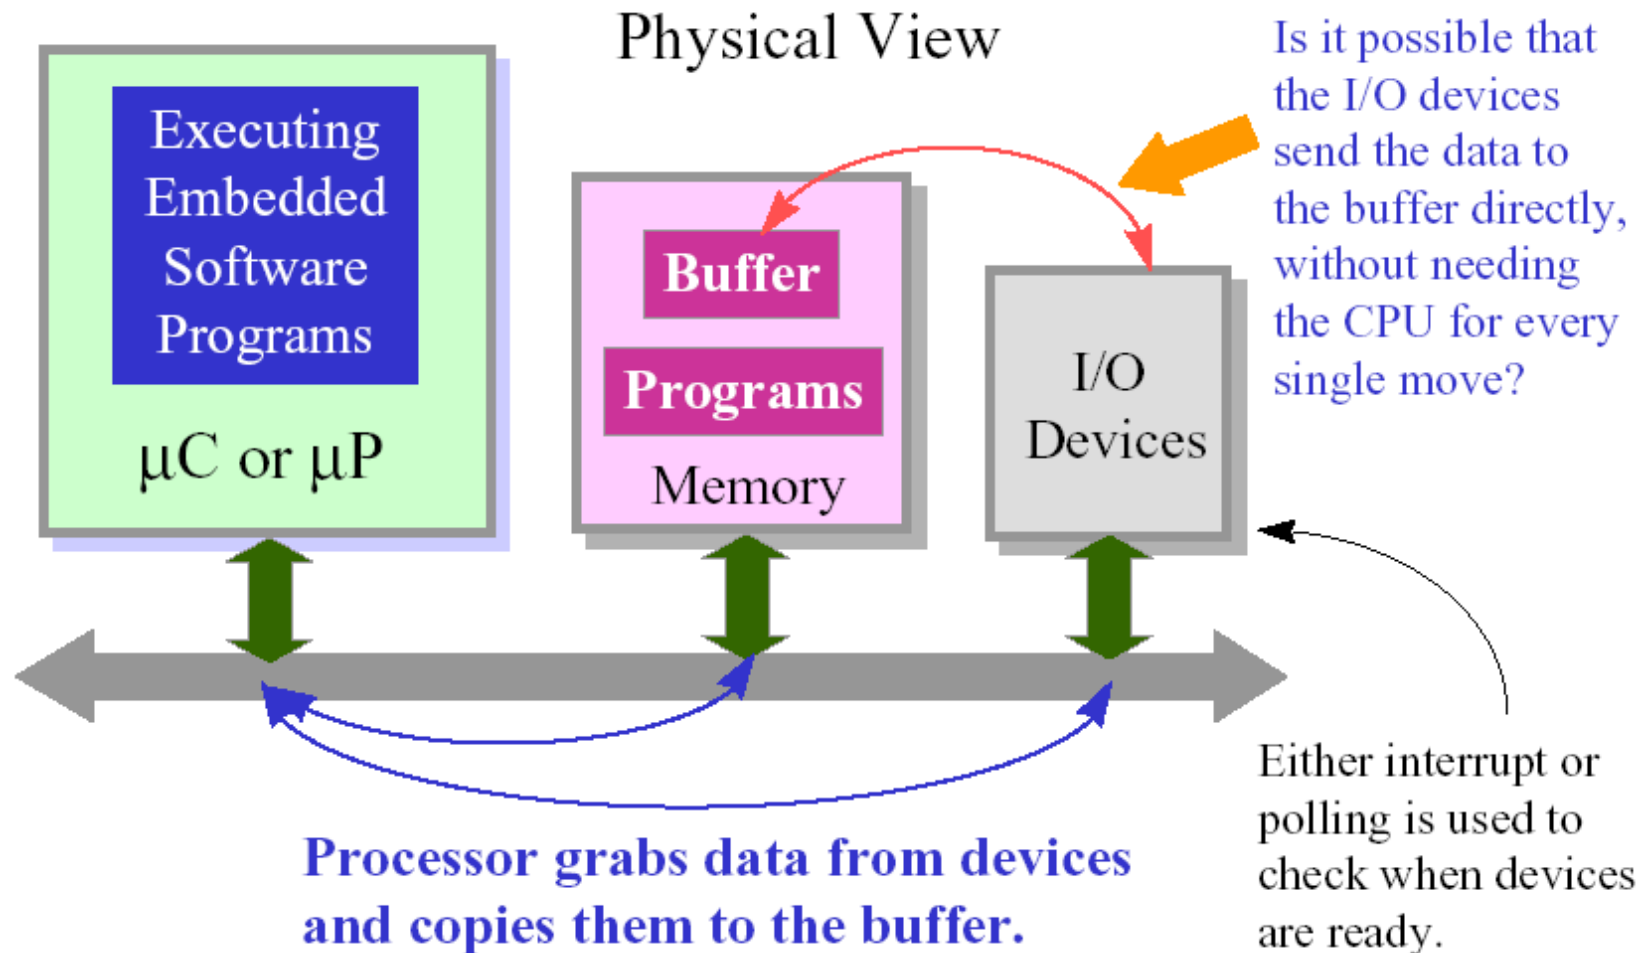 Physical View
Executing
Embedded
Software
Programs
μC or μP
Buffer
Programs
Memory
I/O
Devices
Is it possible that
the I/O devices
send the data to
the buffer directly,
without needing
the CPU for every
single move?
Processor grabs data from devices
and copies them to the buffer.
Either interrupt or
polling is used to
check when devices
are ready.